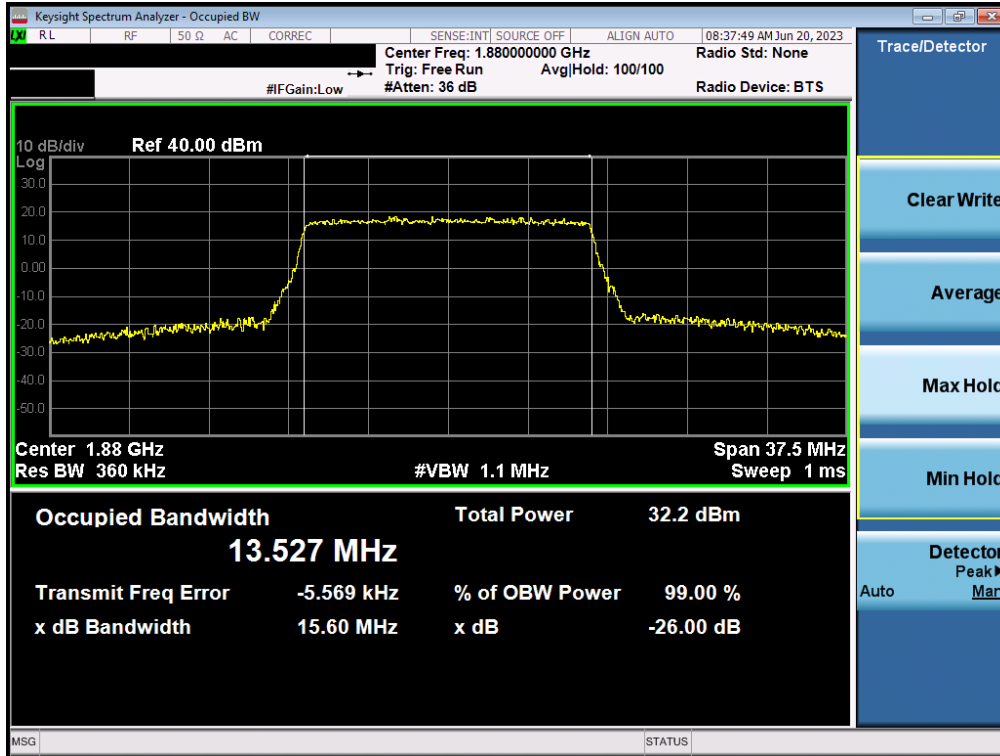 Keysight Spectrum Analyzer - Occupied BW
LXI RL RF 50 Ω AC CORREC SENSE:INT SOURCE OFF ALIGN AUTO 08:37:49 AM Jun 20, 2023
Center Freq: 1.880000000 GHz Radio Std: None
Trig: Free Run Avg|Hold: 100/100
#IFGain:Low #Atten: 36 dB Radio Device: BTS
Trace/Detector
10 dB/div Ref 40.00 dBm
Log
30.0
20.0
10.0
0.00
-10.0
-20.0
-30.0
-40.0
-50.0
Center 1.88 GHz Span 37.5 MHz
Res BW 360 kHz #VBW 1.1 MHz Sweep 1 ms
Occupied Bandwidth Total Power 32.2 dBm
13.527 MHz
Transmit Freq Error -5.569 kHz % of OBW Power 99.00 %
x dB Bandwidth 15.60 MHz x dB -26.00 dB
Clear Write
Average
Max Hold
Min Hold
Detector
Peak
Auto Man
MSG STATUS